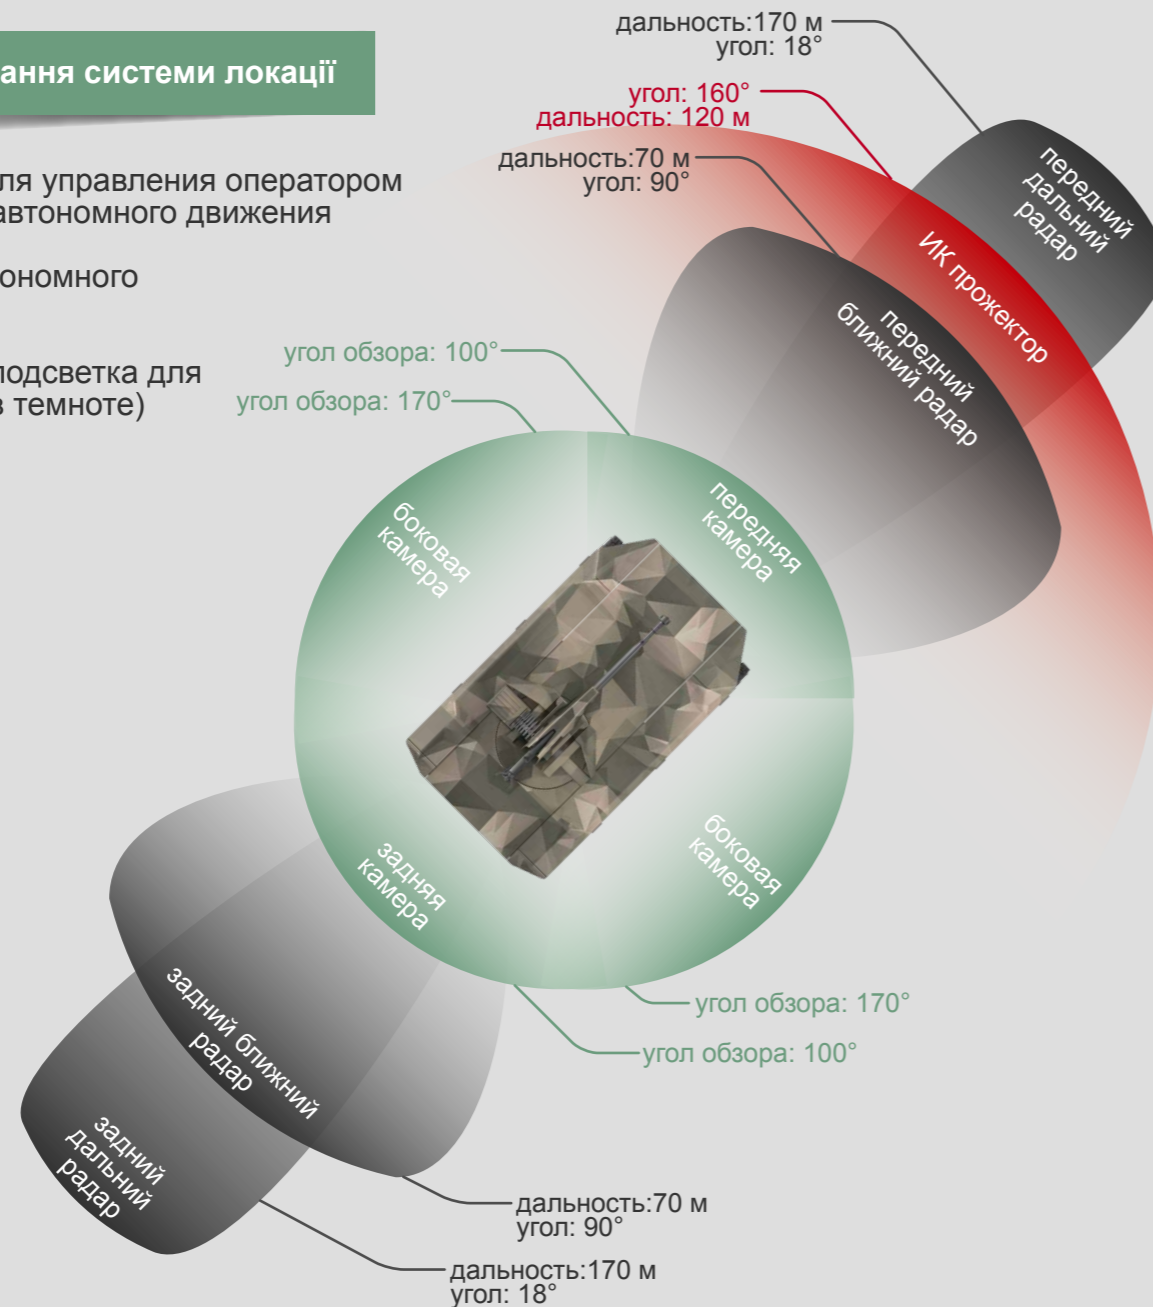 ання системи локації
дальность:170 м
угол: 18°
угол: 160°
дальность: 120 м
дальность:70 м
угол: 90°
ля управления оператором
автономного движения
ономного
подсветка для
в темноте)
угол обзора: 100°
угол обзора: 170°
передний
дальний
радар
ИК прожектор
передний
ближний радар
боковая
камера
передняя
камера
задняя
камера
боковая
камера
задний ближний
радар
задний
дальний
радар
угол обзора: 170°
угол обзора: 100°
дальность:70 м
угол: 90°
дальность:170 м
угол: 18°